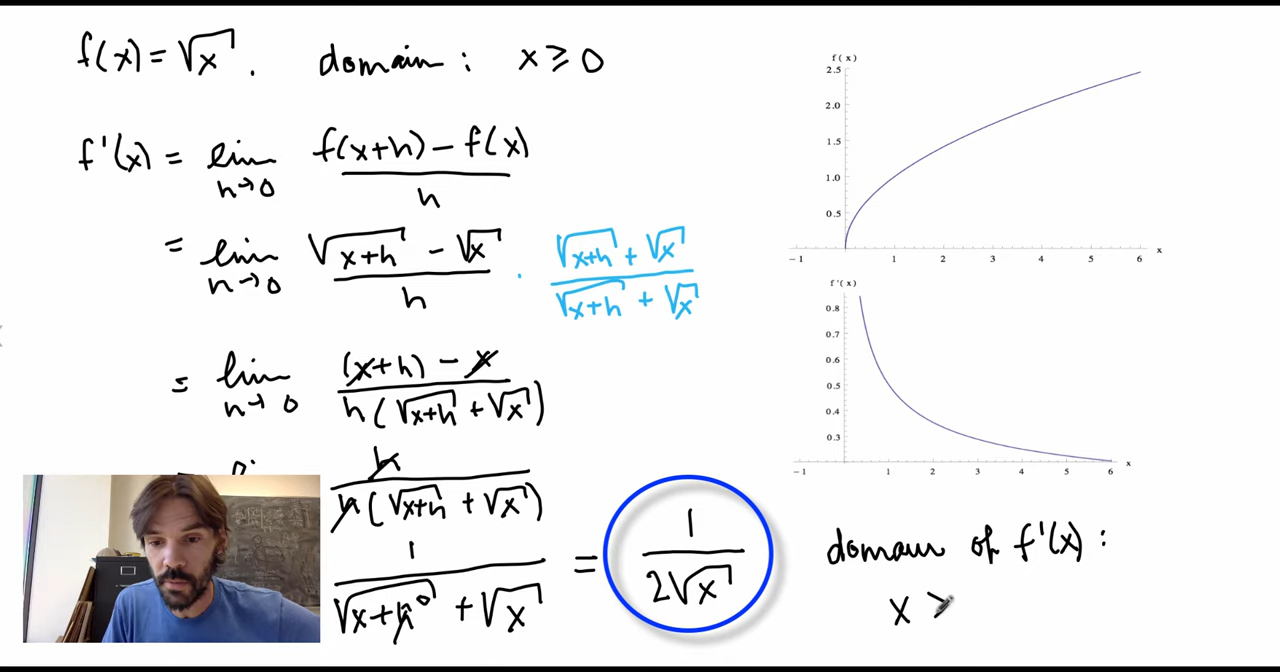 f(x) = √x . domain : x ≥ 0
f'(x) = lim h→0 f(x+h) − f(x) / h
= lim h→0 √x+h − √x / h · √x+h + √x / √x+h + √x
= lim h→0 (x+h) − x / h(√x+h + √x)
h / h(√x+h + √x)
1 / √x+h⁰ + √x = 1 / 2√x
f(x)
2.5
2.0
1.5
1.0
0.5
−1 1 2 3 4 5 6 x
f'(x)
0.8
0.7
0.6
0.5
0.4
0.3
−1 1 2 3 4 5 6 x
domain of f'(x) :
x >